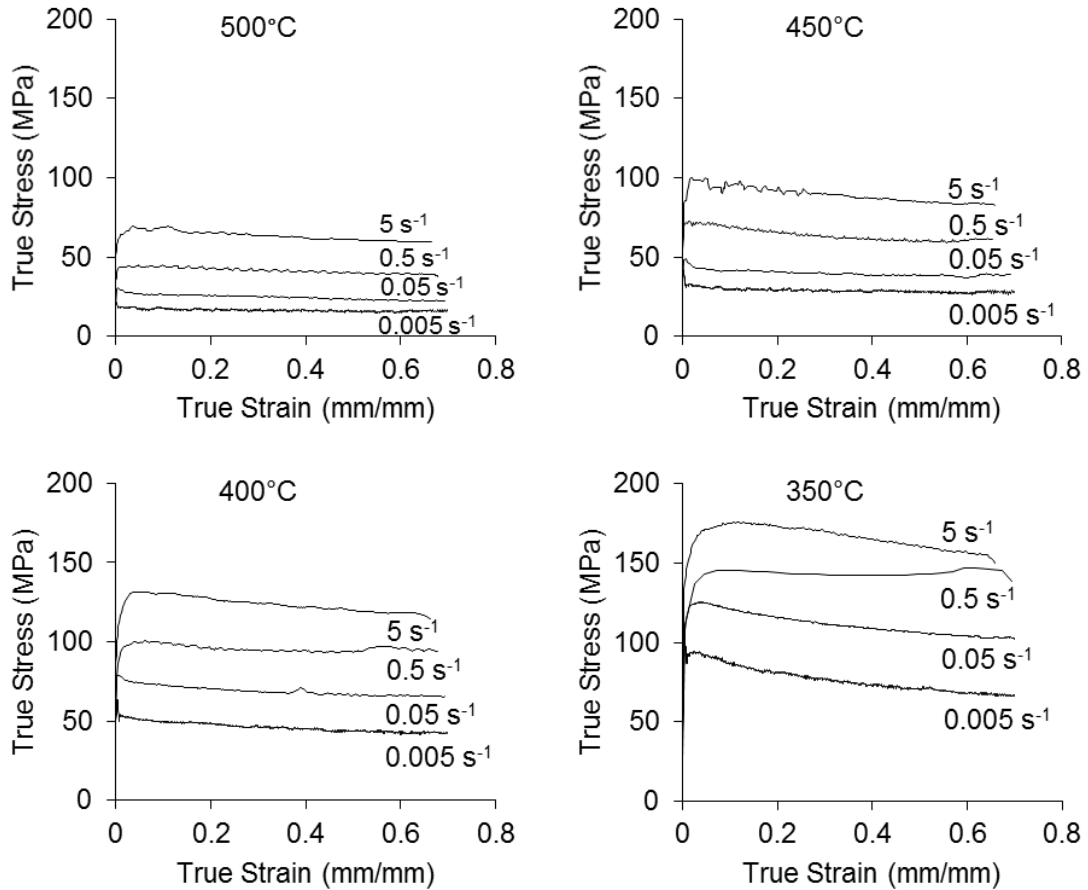 500°C
200
150
100
50
0
True Stress (MPa)
5 s-1
0.5 s-1
0.05 s-1
0.005 s-1
0 0.2 0.4 0.6 0.8
True Strain (mm/mm)
450°C
200
150
100
50
0
True Stress (MPa)
5 s-1
0.5 s-1
0.05 s-1
0.005 s-1
0 0.2 0.4 0.6 0.8
True Strain (mm/mm)
400°C
200
150
100
50
0
True Stress (MPa)
5 s-1
0.5 s-1
0.05 s-1
0.005 s-1
0 0.2 0.4 0.6 0.8
True Strain (mm/mm)
350°C
200
150
100
50
0
True Stress (MPa)
5 s-1
0.5 s-1
0.05 s-1
0.005 s-1
0 0.2 0.4 0.6 0.8
True Strain (mm/mm)